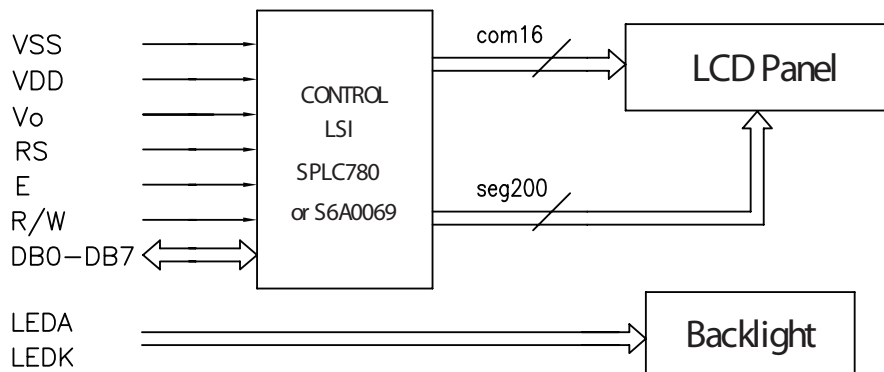 VSS
VDD
Vo
RS
E
R/W
DB0-DB7
CONTROL
LSI
SPLC780
or S6A0069
com16
LCD Panel
seg200
LEDA
LEDK
Backlight